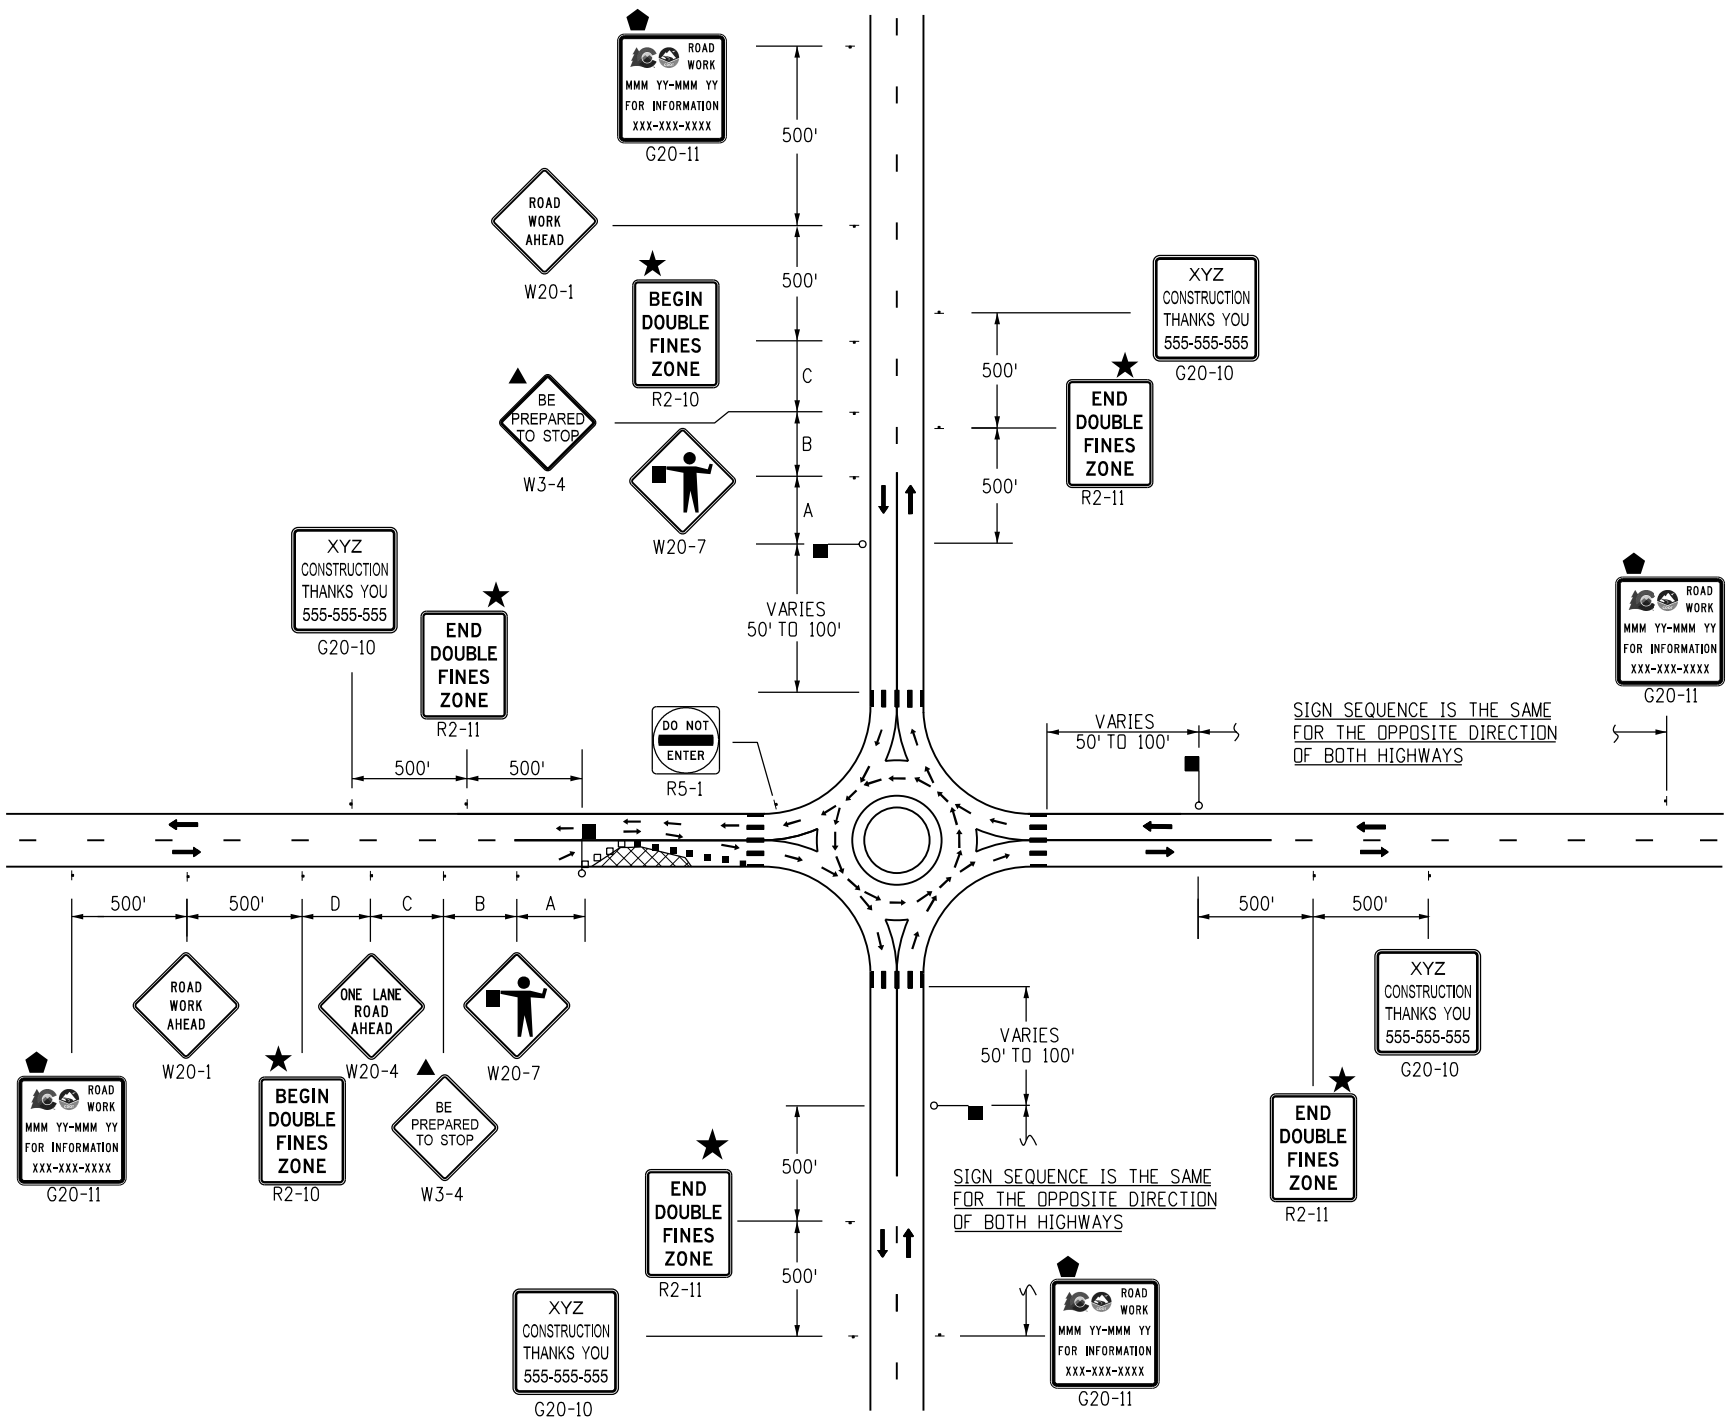 ROAD
WORK
MMM YY-MMM YY
FOR INFORMATION
XXX-XXX-XXXX
G20-11
500'
ROAD
WORK
AHEAD
W20-1
500'
BEGIN
DOUBLE
FINES
ZONE
R2-10
C
BE
PREPARED
TO STOP
W3-4
B
W20-7
A
VARIES
50' TO 100'
XYZ
CONSTRUCTION
THANKS YOU
555-555-555
G20-10
500'
END
DOUBLE
FINES
ZONE
R2-11
500'
XYZ
CONSTRUCTION
THANKS YOU
555-555-555
G20-10
END
DOUBLE
FINES
ZONE
R2-11
500'
500'
DO NOT
ENTER
R5-1
VARIES
50' TO 100'
SIGN SEQUENCE IS THE SAME
FOR THE OPPOSITE DIRECTION
OF BOTH HIGHWAYS
ROAD
WORK
MMM YY-MMM YY
FOR INFORMATION
XXX-XXX-XXXX
G20-11
500'
500'
D
C
B
A
ROAD
WORK
AHEAD
W20-1
ONE LANE
ROAD
AHEAD
W20-4
W20-7
ROAD
WORK
MMM YY-MMM YY
FOR INFORMATION
XXX-XXX-XXXX
G20-11
BEGIN
DOUBLE
FINES
ZONE
R2-10
BE
PREPARED
TO STOP
W3-4
500'
500'
XYZ
CONSTRUCTION
THANKS YOU
555-555-555
G20-10
END
DOUBLE
FINES
ZONE
R2-11
VARIES
50' TO 100'
SIGN SEQUENCE IS THE SAME
FOR THE OPPOSITE DIRECTION
OF BOTH HIGHWAYS
500'
END
DOUBLE
FINES
ZONE
R2-11
500'
XYZ
CONSTRUCTION
THANKS YOU
555-555-555
G20-10
ROAD
WORK
MMM YY-MMM YY
FOR INFORMATION
XXX-XXX-XXXX
G20-11